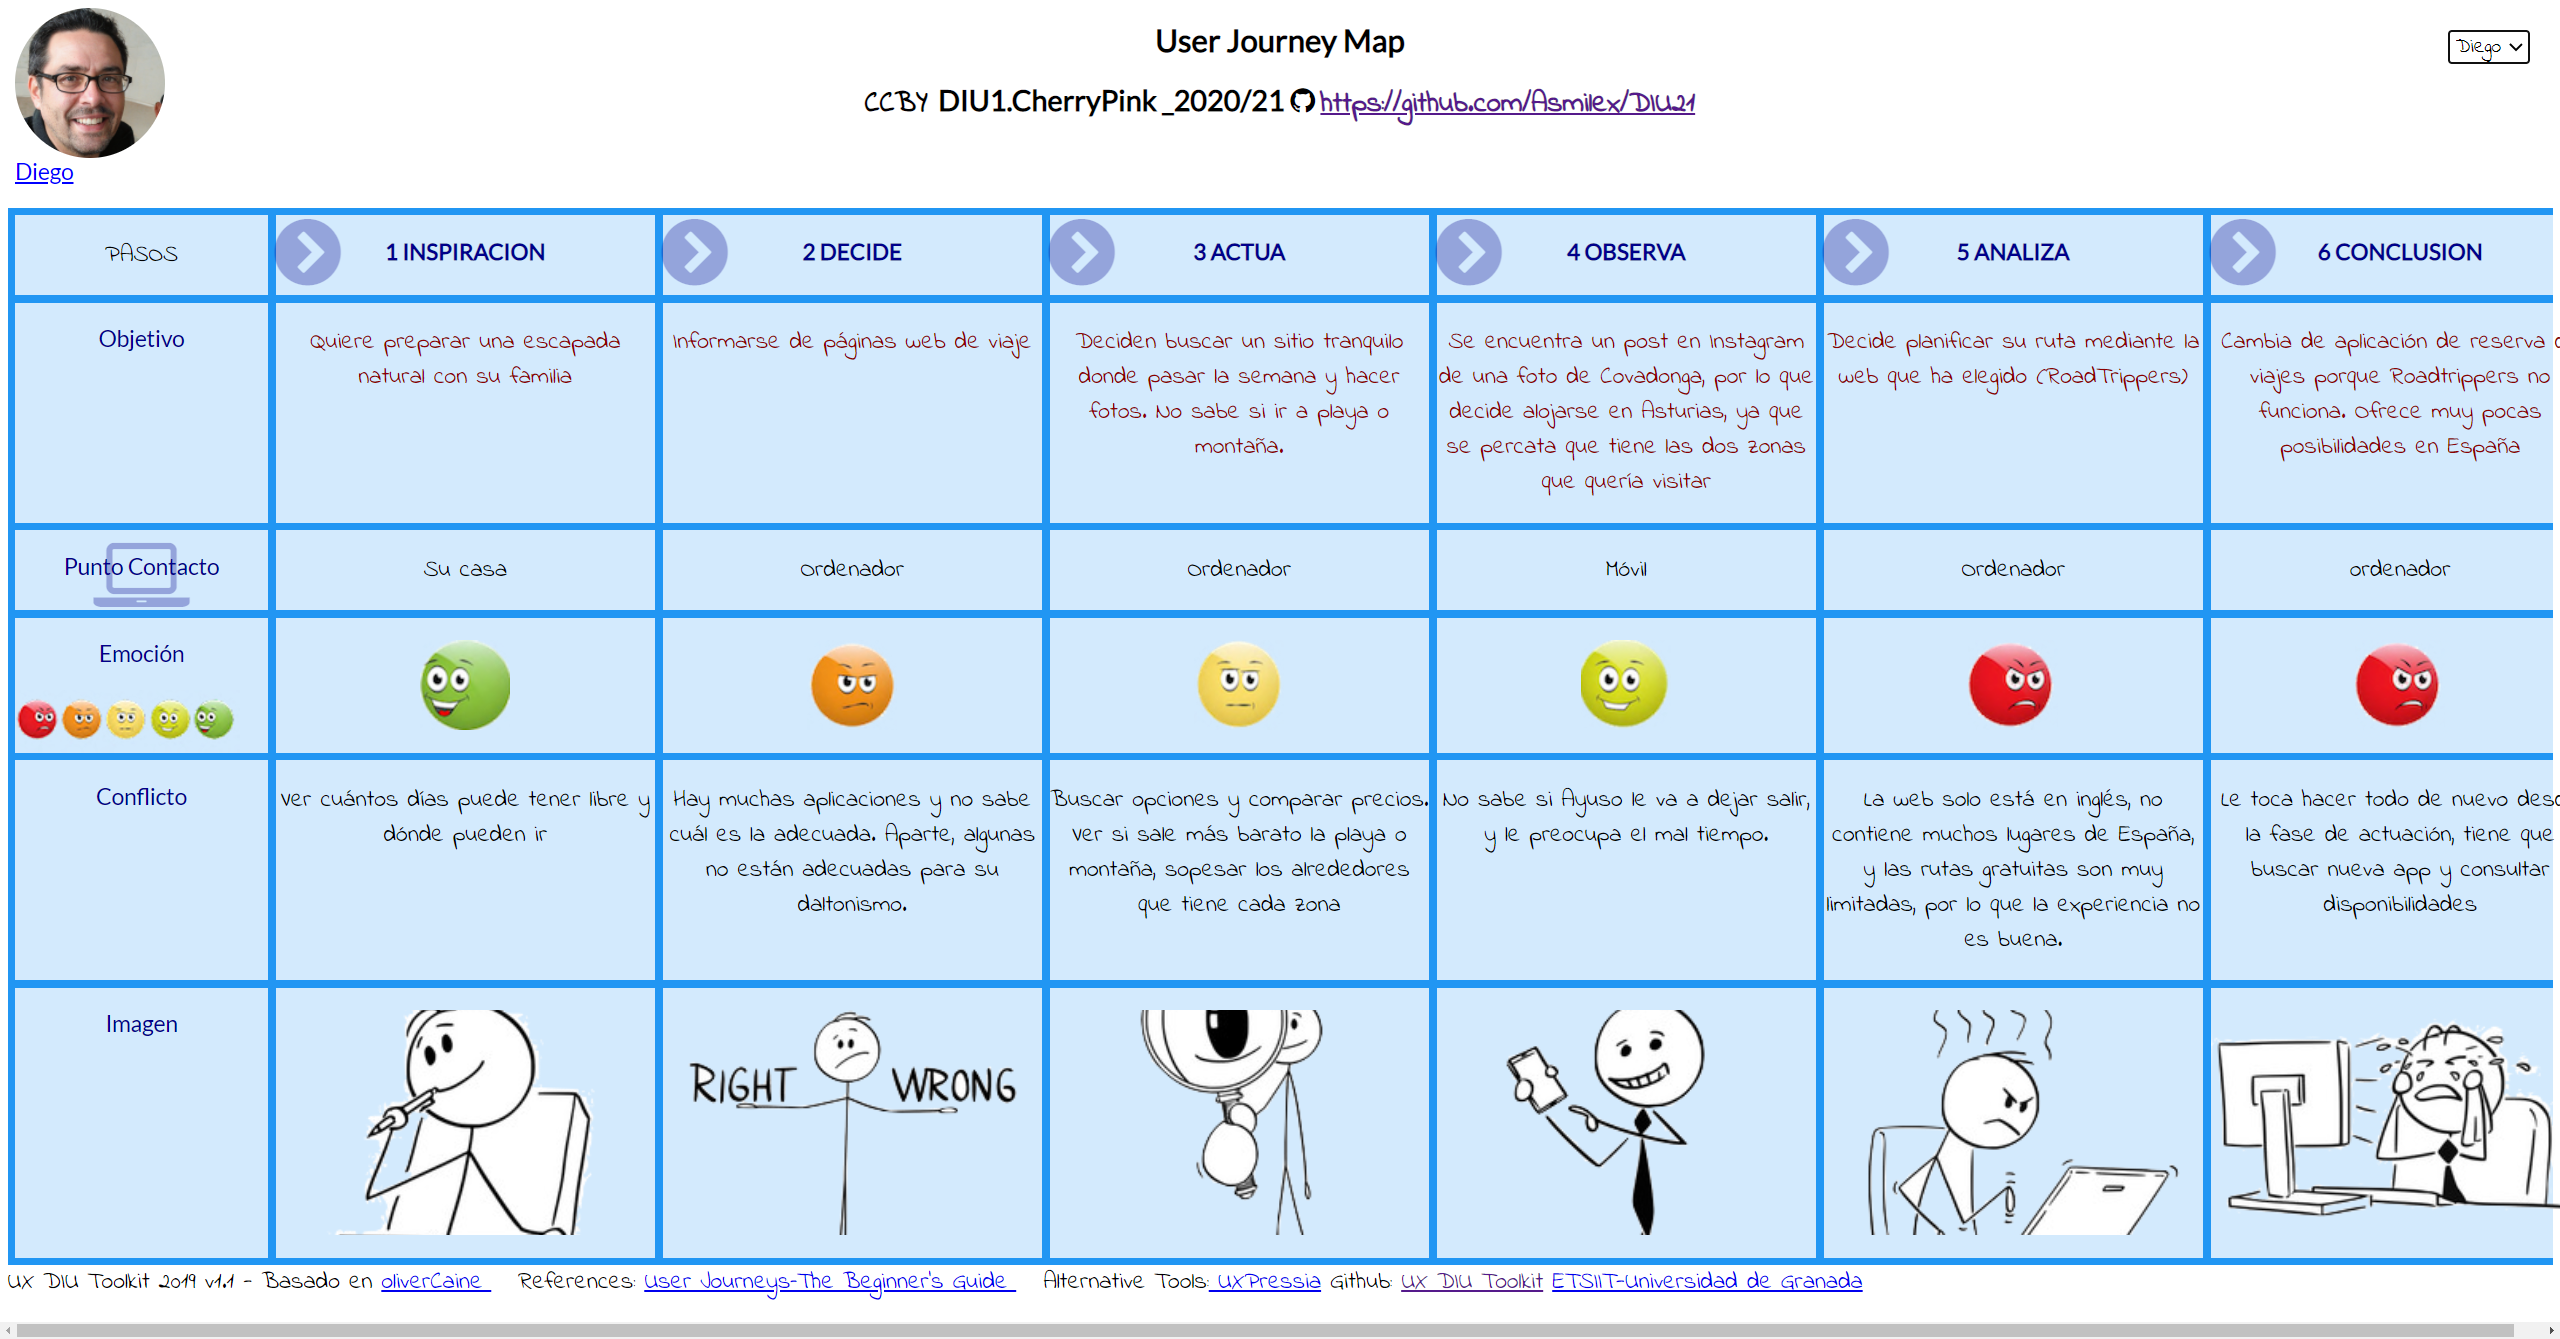 User Journey Map
Diego
CCBY DIU1.CherryPink_2020/21 https://github.com/Asmilex/DIU21
Diego
PASOS
1 INSPIRACION
2 DECIDE
3 ACTUA
4 OBSERVA
5 ANALIZA
6 CONCLUSION
Objetivo
Quiere preparar una escapada
natural con su familia
Informarse de páginas web de viaje
Deciden buscar un sitio tranquilo
donde pasar la semana y hacer
fotos. No sabe si ir a playa o
montaña.
Se encuentra un post en Instagram
de una foto de Covadonga, por lo que
decide alojarse en Asturias, ya que
se percata que tiene las dos zonas
que quería visitar
Decide planificar su ruta mediante la
web que ha elegido (RoadTrippers)
Cambia de aplicación de reserva
viajes porque Roadtrippers no
funciona. Ofrece muy pocas
posibilidades en España
Punto Contacto
Su casa
Ordenador
Ordenador
Móvil
Ordenador
ordenador
Emoción
Conflicto
Ver cuántos días puede tener libre y
dónde pueden ir
Hay muchas aplicaciones y no sabe
cuál es la adecuada. Aparte, algunas
no están adecuadas para su
daltonismo.
Buscar opciones y comparar precios.
Ver si sale más barato la playa o
montaña, sopesar los alrededores
que tiene cada zona
No sabe si Ayuso le va a dejar salir,
y le preocupa el mal tiempo.
La web solo está en inglés, no
contiene muchos lugares de España,
y las rutas gratuitas son muy
limitadas, por lo que la experiencia no
es buena.
Le toca hacer todo de nuevo
la fase de actuación, tiene que
buscar nueva app y consultar
disponibilidades
Imagen
RIGHT WRONG
UX DIU Toolkit 2019 v1.1 - Basado en oliverCaine References: User Journeys-The Beginner's Guide Alternative Tools: UXPressia Github: UX DIU Toolkit ETSIIT-Universidad de Granada